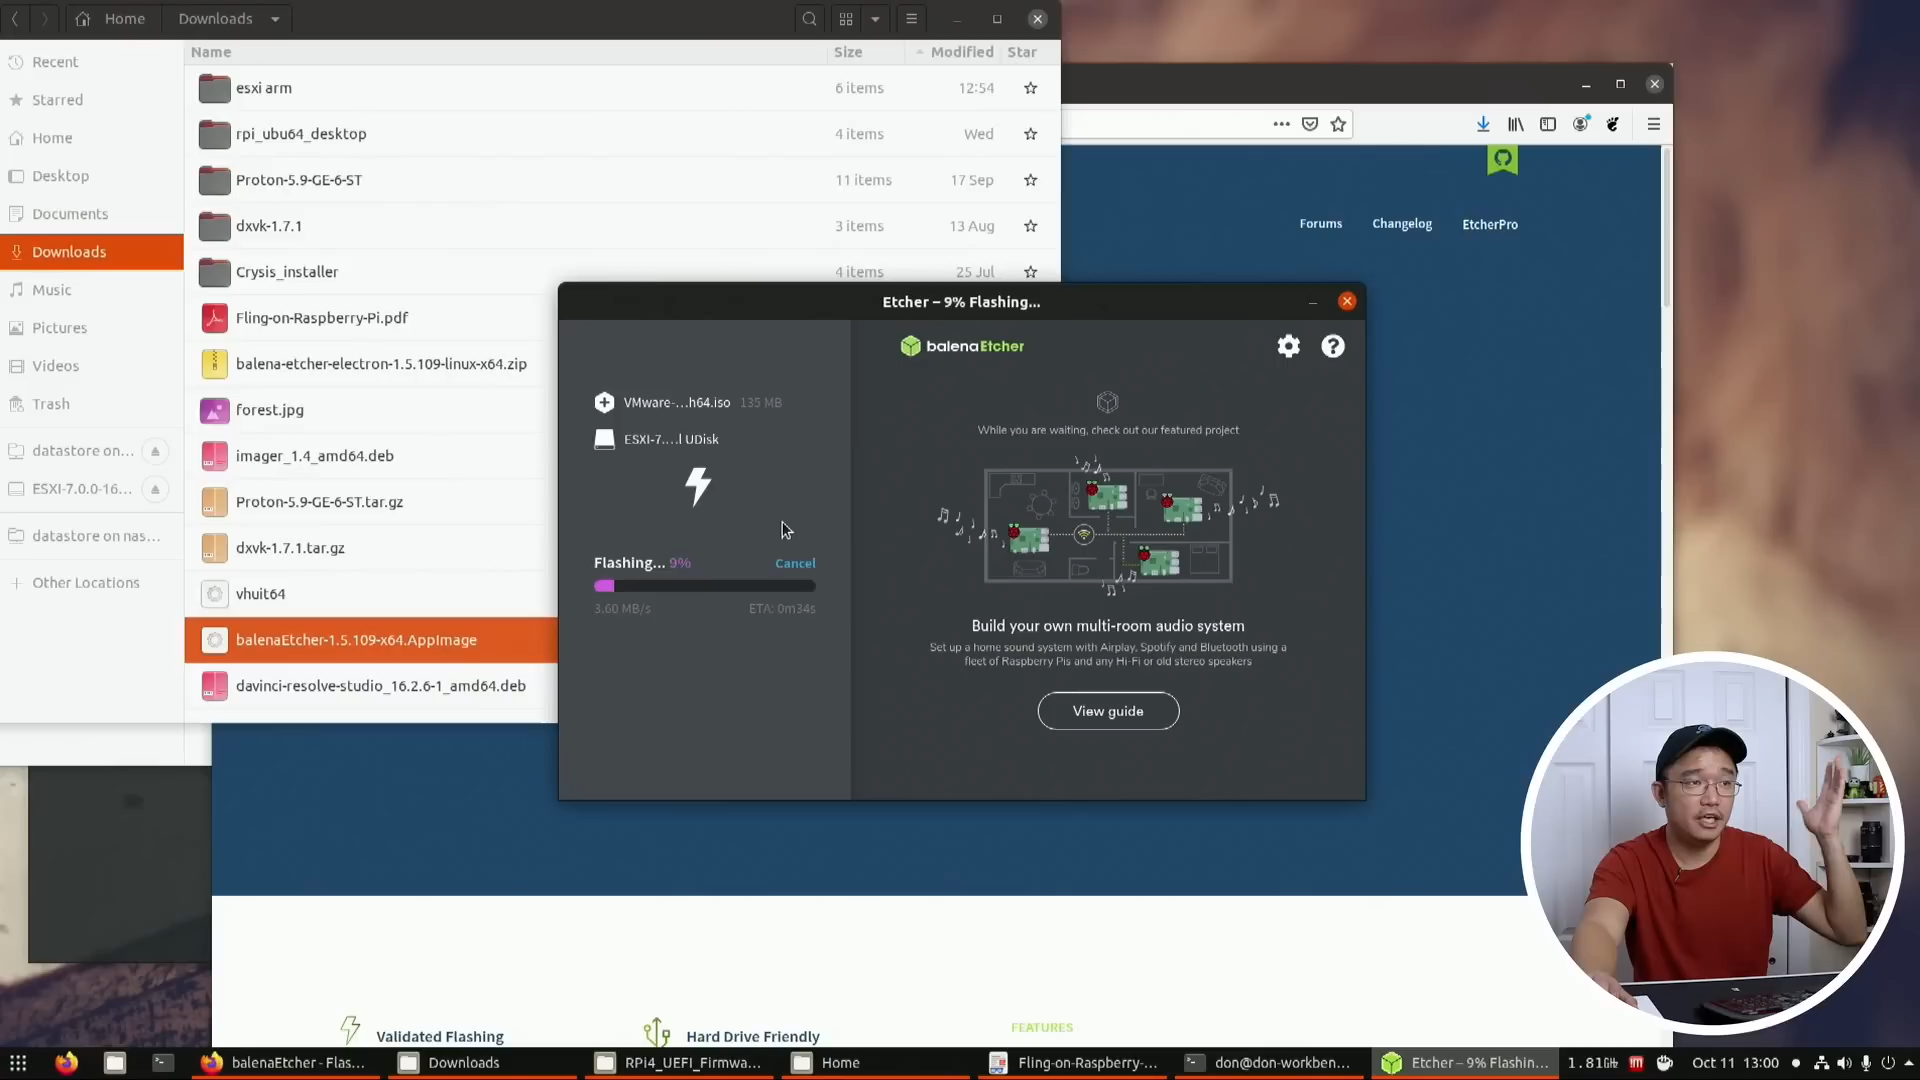 Home
Downloads
Recent
Starred
Home
Desktop
Documents
Downloads
Music
Pictures
Videos
Trash
datastore on...
ESXI-7.0.0-16...
datastore on nas...
Other Locations
Name Size Modified Star
esxi arm 6 items 12:54
rpi_ubu64_desktop 4 items Wed
Proton-5.9-GE-6-ST 11 items 17 Sep
dxvk-1.7.1 3 items 13 Aug
Crysis_installer 4 items 25 Jul
Fling-on-Raspberry-Pi.pdf
balena-etcher-electron-1.5.109-linux-x64.zip
forest.jpg
imager_1.4_amd64.deb
Proton-5.9-GE-6-ST.tar.gz
dxvk-1.7.1.tar.gz
vhuit64
balenaEtcher-1.5.109-x64.AppImage
davinci-resolve-studio_16.2.6-1_amd64.deb
Forums Changelog EtcherPro
Etcher – 9% Flashing...
balenaEtcher
VMware-...h64.iso 135 MB
ESXI-7....l UDisk
Flashing... 9% Cancel
3.60 MB/s ETA: 0m34s
While you are waiting, check out our featured project
Build your own multi-room audio system
Set up a home sound system with Airplay, Spotify and Bluetooth using a
fleet of Raspberry Pis and any Hi-Fi or old stereo speakers
View guide
Validated Flashing
Hard Drive Friendly
FEATURES
balenaEtcher - Flas...
Downloads
RPi4_UEFI_Firmwa...
Home
Fling-on-Raspberry-...
don@don-workben...
Etcher – 9% Flashin...
1.81GHz
Oct 11 13:00